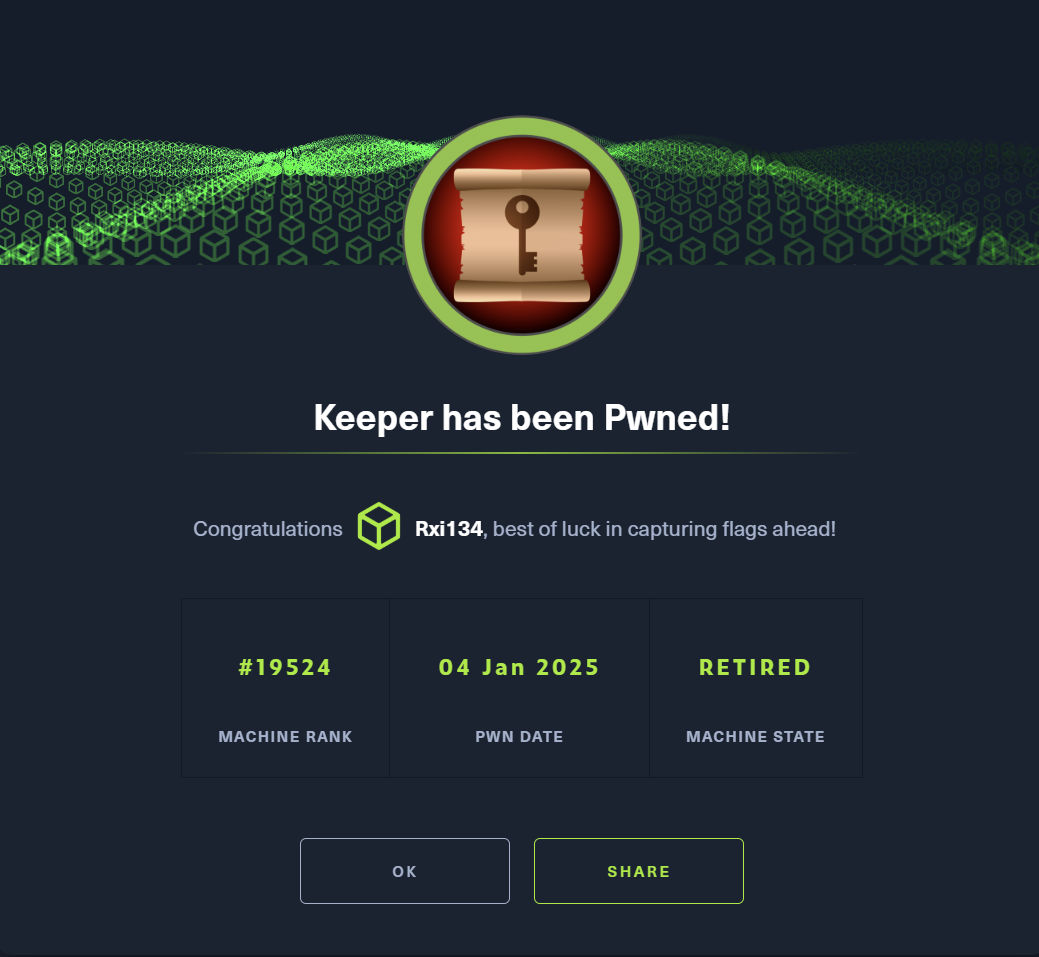 Keeper has been Pwned!
Congratulations Rxi134, best of luck in capturing flags ahead!
#19524 04 Jan 2025 RETIRED
MACHINE RANK PWN DATE MACHINE STATE
OK SHARE